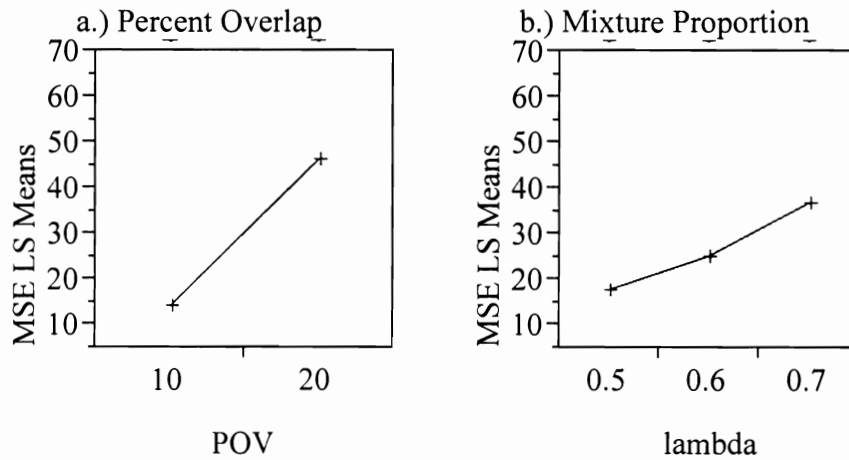 a.) Percent Overlap
70
60
50
40
30
20
10
MSE LS Means
10 20
POV
b.) Mixture Proportion
70
60
50
40
30
20
10
MSE LS Means
0.5 0.6 0.7
lambda